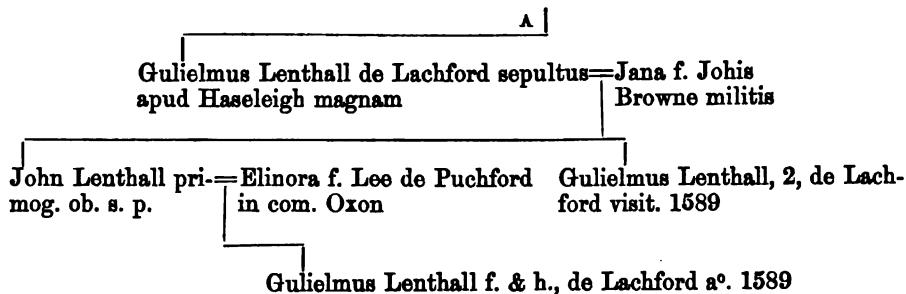 A
Gulielmus Lenthall de Lachford sepultus=Jana f. Johis
apud Haseleigh magnam Browne militis
John Lenthall pri-=Elinora f. Lee de Puchford Gulielmus Lenthall, 2, de Lach-
mog. ob. s. p. in com. Oxon ford visit. 1589
Gulielmus Lenthall f. & h., de Lachford aº. 1589